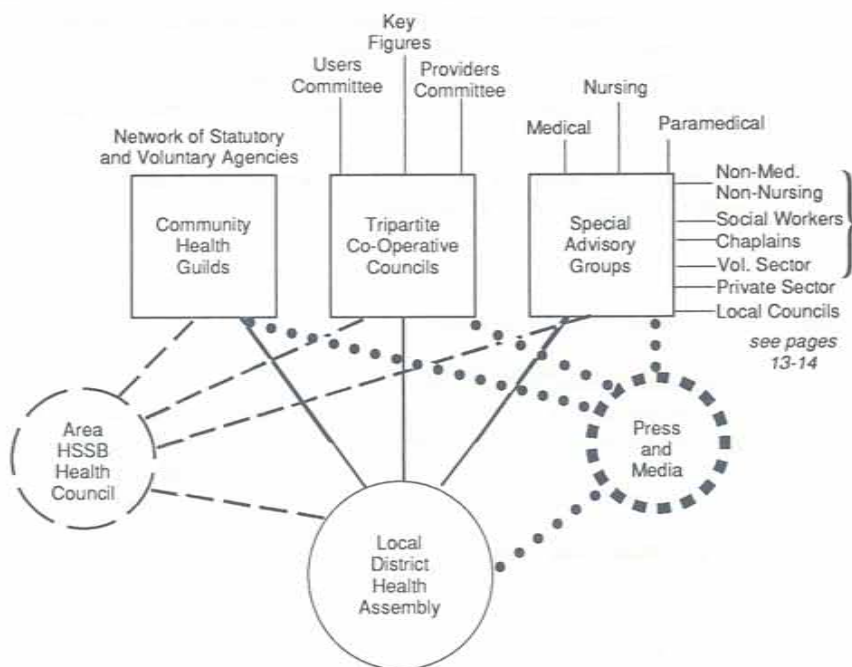 Key
Figures
Users
Committee
Providers
Committee
Nursing
Medical
Paramedical
Network of Statutory
and Voluntary Agencies
Community
Health
Guilds
Tripartite
Co-Operative
Councils
Special
Advisory
Groups
Non-Med.
Non-Nursing
Social Workers
Chaplains
Vol. Sector
Private Sector
Local Councils
see pages
13-14
Area
HSSB
Health
Council
Press
and
Media
Local
District
Health
Assembly